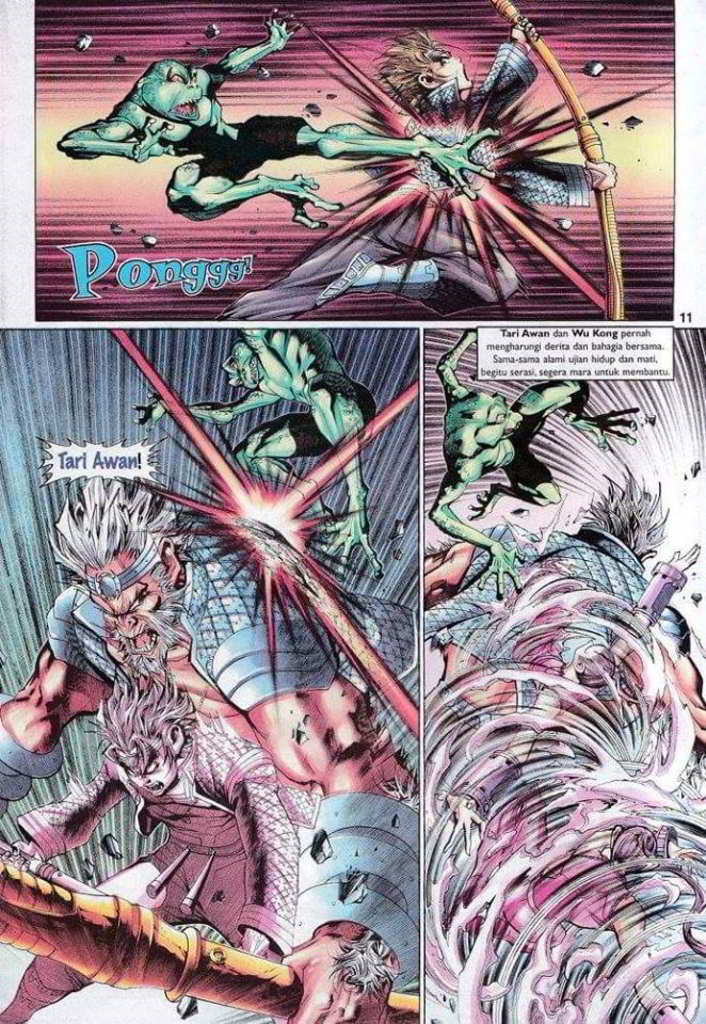 Ponggg!
11
Tari Awan dan Wu Kong pernah
mengharungi derita dan bahagia bersama.
Sama-sama alami ujian hidup dan mati,
begitu serasi, segera mara untuk membantu.
Tari Awan!